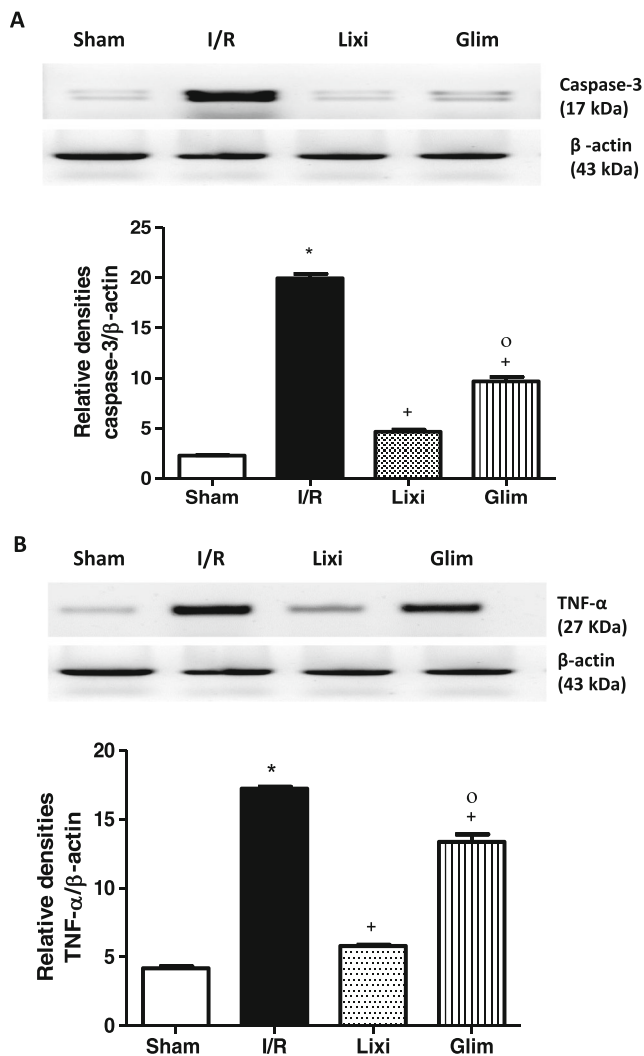 A
Sham I/R Lixi Glim
Caspase-3
(17 kDa)
β -actin
(43 kDa)
Relative densities
caspase-3/β-actin
25
20
15
10
5
0
*
+
o
+
Sham I/R Lixi Glim
B
Sham I/R Lixi Glim
TNF-α
(27 KDa)
β-actin
(43 kDa)
Relative densities
TNF-α/β-actin
20
15
10
5
0
*
+
o
+
Sham I/R Lixi Glim